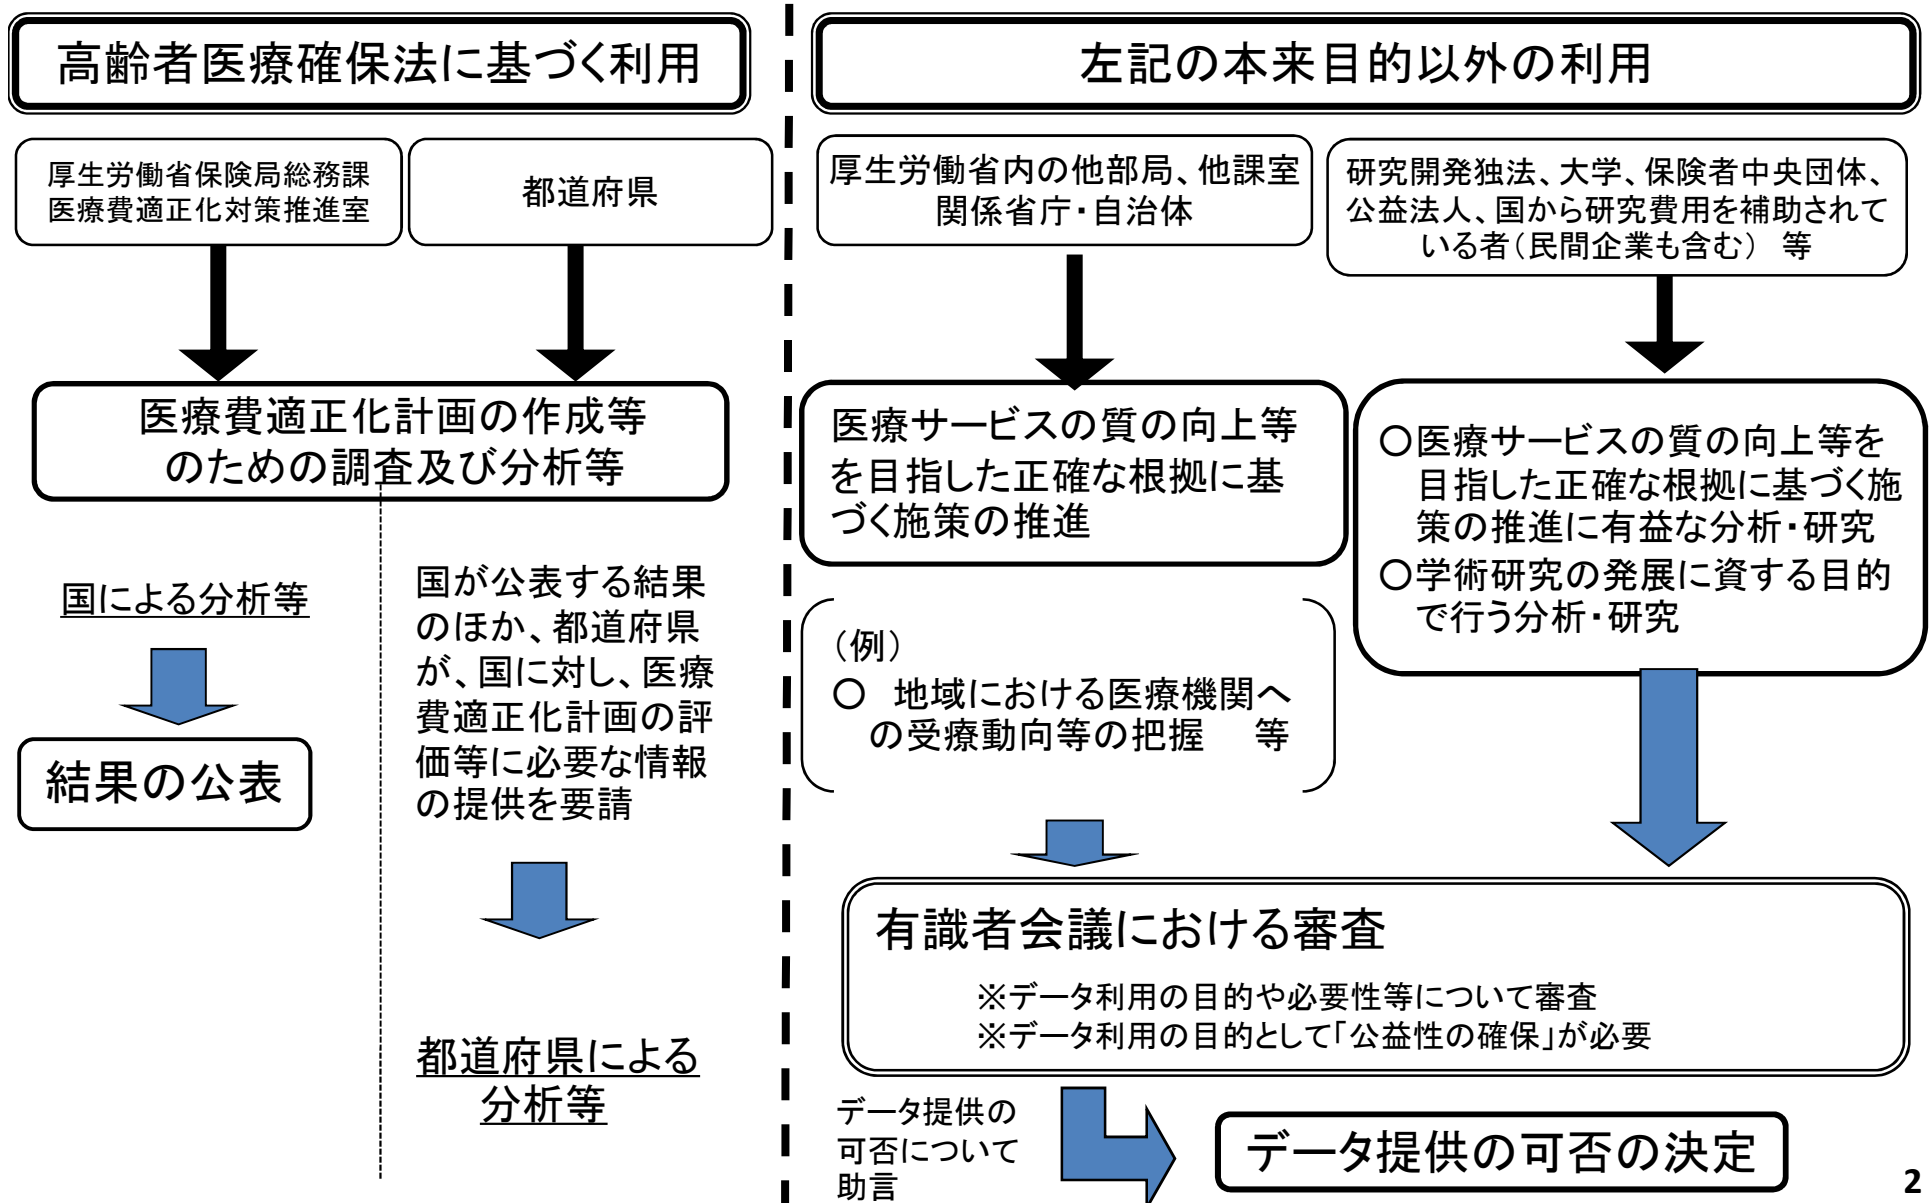 高齢者医療確保法に基づく利用
厚生労働省保険局総務課
医療費適正化対策推進室
都道府県
医療費適正化計画の作成等
のための調査及び分析等
国による分析等
結果の公表
国が公表する結果
のほか、都道府県
が、国に対し、医療
費適正化計画の評
価等に必要な情報
の提供を要請
都道府県による
分析等
左記の本来目的以外の利用
厚生労働省内の他部局、他課室
関係省庁・自治体
研究開発独法、大学、保険者中央団体、
公益法人、国から研究費用を補助されて
いる者(民間企業も含む) 等
医療サービスの質の向上等
を目指した正確な根拠に基
づく施策の推進
(例)
○ 地域における医療機関へ
の受療動向等の把握 等
○医療サービスの質の向上等を
目指した正確な根拠に基づく施
策の推進に有益な分析・研究
○学術研究の発展に資する目的
で行う分析・研究
有識者会議における審査
※データ利用の目的や必要性等について審査
※データ利用の目的として「公益性の確保」が必要
データ提供の
可否について
助言
データ提供の可否の決定
2